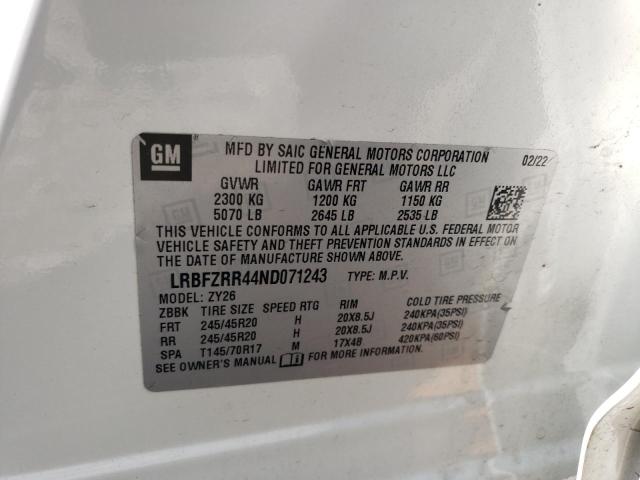 GM
MFD BY SAIC GENERAL MOTORS CORPORATION 02/22
LIMITED FOR GENERAL MOTORS LLC
GVWR GAWR FRT GAWR RR
2300 KG 1200 KG 1150 KG
5070 LB 2645 LB 2535 LB
THIS VEHICLE CONFORMS TO ALL APPLICABLE U.S. FEDERAL MOTOR
VEHICLE SAFETY AND THEFT PREVENTION STANDARDS IN EFFECT ON
THE DATE OF MANUFACTURE SHOWN ABOVE.
LRBFZRR44ND071243 TYPE: M.P.V.
MODEL: ZY26
ZBBK TIRE SIZE SPEED RTG RIM COLD TIRE PRESSURE
FRT 245/45R20 H 20X8.5J 240KPA(35PSI)
RR 245/45R20 H 20X8.5J 240KPA(35PSI)
SPA T145/70R17 M 17X4B 420KPA(60PSI)
SEE OWNER'S MANUAL